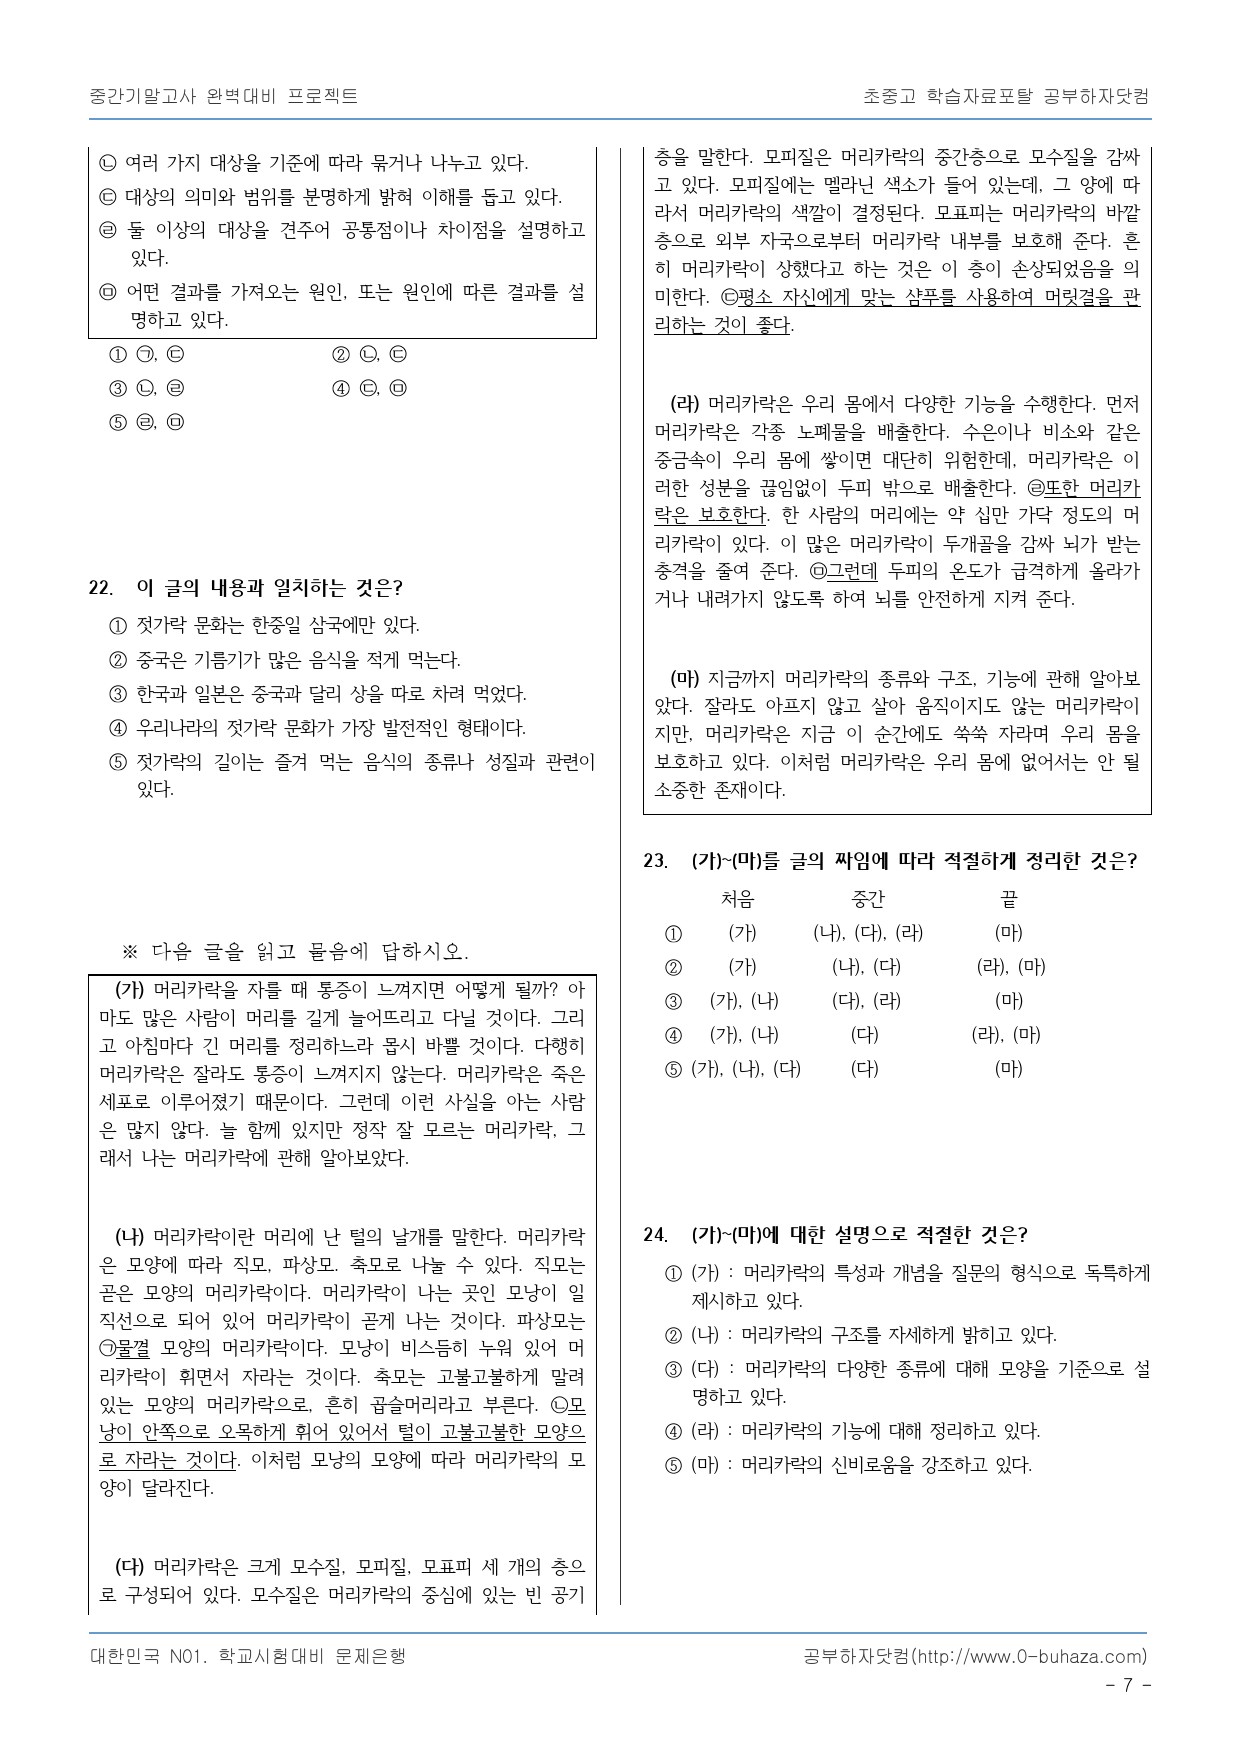 중간기말고사 완벽대비 프로젝트
초중고 학습자료포탈 공부하자닷컴
㉡ 여러 가지 대상을 기준에 따라 묶거나 나누고 있다.
㉢ 대상의 의미와 범위를 분명하게 밝혀 이해를 돕고 있다.
㉣ 둘 이상의 대상을 견주어 공통점이나 차이점을 설명하고
있다.
㉤ 어떤 결과를 가져오는 원인, 또는 원인에 따른 결과를 설
명하고 있다.
① ㉠, ㉢ ② ㉡, ㉢
③ ㉡, ㉣ ④ ㉢, ㉤
⑤ ㉣, ㉤
22. 이 글의 내용과 일치하는 것은?
① 젓가락 문화는 한중일 삼국에만 있다.
② 중국은 기름기가 많은 음식을 적게 먹는다.
③ 한국과 일본은 중국과 달리 상을 따로 차려 먹었다.
④ 우리나라의 젓가락 문화가 가장 발전적인 형태이다.
⑤ 젓가락의 길이는 즐겨 먹는 음식의 종류나 성질과 관련이
있다.
※ 다음 글을 읽고 물음에 답하시오.
(가) 머리카락을 자를 때 통증이 느껴지면 어떻게 될까? 아
마도 많은 사람이 머리를 길게 늘어뜨리고 다닐 것이다. 그리
고 아침마다 긴 머리를 정리하느라 몹시 바쁠 것이다. 다행히
머리카락은 잘라도 통증이 느껴지지 않는다. 머리카락은 죽은
세포로 이루어졌기 때문이다. 그런데 이런 사실을 아는 사람
은 많지 않다. 늘 함께 있지만 정작 잘 모르는 머리카락, 그
래서 나는 머리카락에 관해 알아보았다.
(나) 머리카락이란 머리에 난 털의 날개를 말한다. 머리카락
은 모양에 따라 직모, 파상모. 축모로 나눌 수 있다. 직모는
곧은 모양의 머리카락이다. 머리카락이 나는 곳인 모낭이 일
직선으로 되어 있어 머리카락이 곧게 나는 것이다. 파상모는
㉠물껼 모양의 머리카락이다. 모낭이 비스듬히 누워 있어 머
리카락이 휘면서 자라는 것이다. 축모는 고불고불하게 말려
있는 모양의 머리카락으로, 흔히 곱슬머리라고 부른다. ㉡모
낭이 안쪽으로 오목하게 휘어 있어서 털이 고불고불한 모양으
로 자라는 것이다. 이처럼 모낭의 모양에 따라 머리카락의 모
양이 달라진다.
(다) 머리카락은 크게 모수질, 모피질, 모표피 세 개의 층으
로 구성되어 있다. 모수질은 머리카락의 중심에 있는 빈 공기
층을 말한다. 모피질은 머리카락의 중간층으로 모수질을 감싸
고 있다. 모피질에는 멜라닌 색소가 들어 있는데, 그 양에 따
라서 머리카락의 색깔이 결정된다. 모표피는 머리카락의 바깥
층으로 외부 자극으로부터 머리카락 내부를 보호해 준다. 흔
히 머리카락이 상했다고 하는 것은 이 층이 손상되었음을 의
미한다. ㉢평소 자신에게 맞는 샴푸를 사용하여 머릿결을 관
리하는 것이 좋다.
(라) 머리카락은 우리 몸에서 다양한 기능을 수행한다. 먼저
머리카락은 각종 노폐물을 배출한다. 수은이나 비소와 같은
중금속이 우리 몸에 쌓이면 대단히 위험한데, 머리카락은 이
러한 성분을 끊임없이 두피 밖으로 배출한다. ㉣또한 머리카
락은 보호한다. 한 사람의 머리에는 약 십만 가닥 정도의 머
리카락이 있다. 이 많은 머리카락이 두개골을 감싸 뇌가 받는
충격을 줄여 준다. ㉤그런데 두피의 온도가 급격하게 올라가
거나 내려가지 않도록 하여 뇌를 안전하게 지켜 준다.
(마) 지금까지 머리카락의 종류와 구조, 기능에 관해 알아보
았다. 잘라도 아프지 않고 살아 움직이지도 않는 머리카락이
지만, 머리카락은 지금 이 순간에도 쑥쑥 자라며 우리 몸을
보호하고 있다. 이처럼 머리카락은 우리 몸에 없어서는 안 될
소중한 존재이다.
23. (가)~(마)를 글의 짜임에 따라 적절하게 정리한 것은?
처음 중간 끝
① (가) (나), (다), (라) (마)
② (가) (나), (다) (라), (마)
③ (가), (나) (다), (라) (마)
④ (가), (나) (다) (라), (마)
⑤ (가), (나), (다) (다) (마)
24. (가)~(마)에 대한 설명으로 적절한 것은?
① (가) : 머리카락의 특성과 개념을 질문의 형식으로 독특하게
제시하고 있다.
② (나) : 머리카락의 구조를 자세하게 밝히고 있다.
③ (다) : 머리카락의 다양한 종류에 대해 모양을 기준으로 설
명하고 있다.
④ (라) : 머리카락의 기능에 대해 정리하고 있다.
⑤ (마) : 머리카락의 신비로움을 강조하고 있다.
대한민국 N01. 학교시험대비 문제은행
공부하자닷컴(http://www.0-buhaza.com)
- 7 -